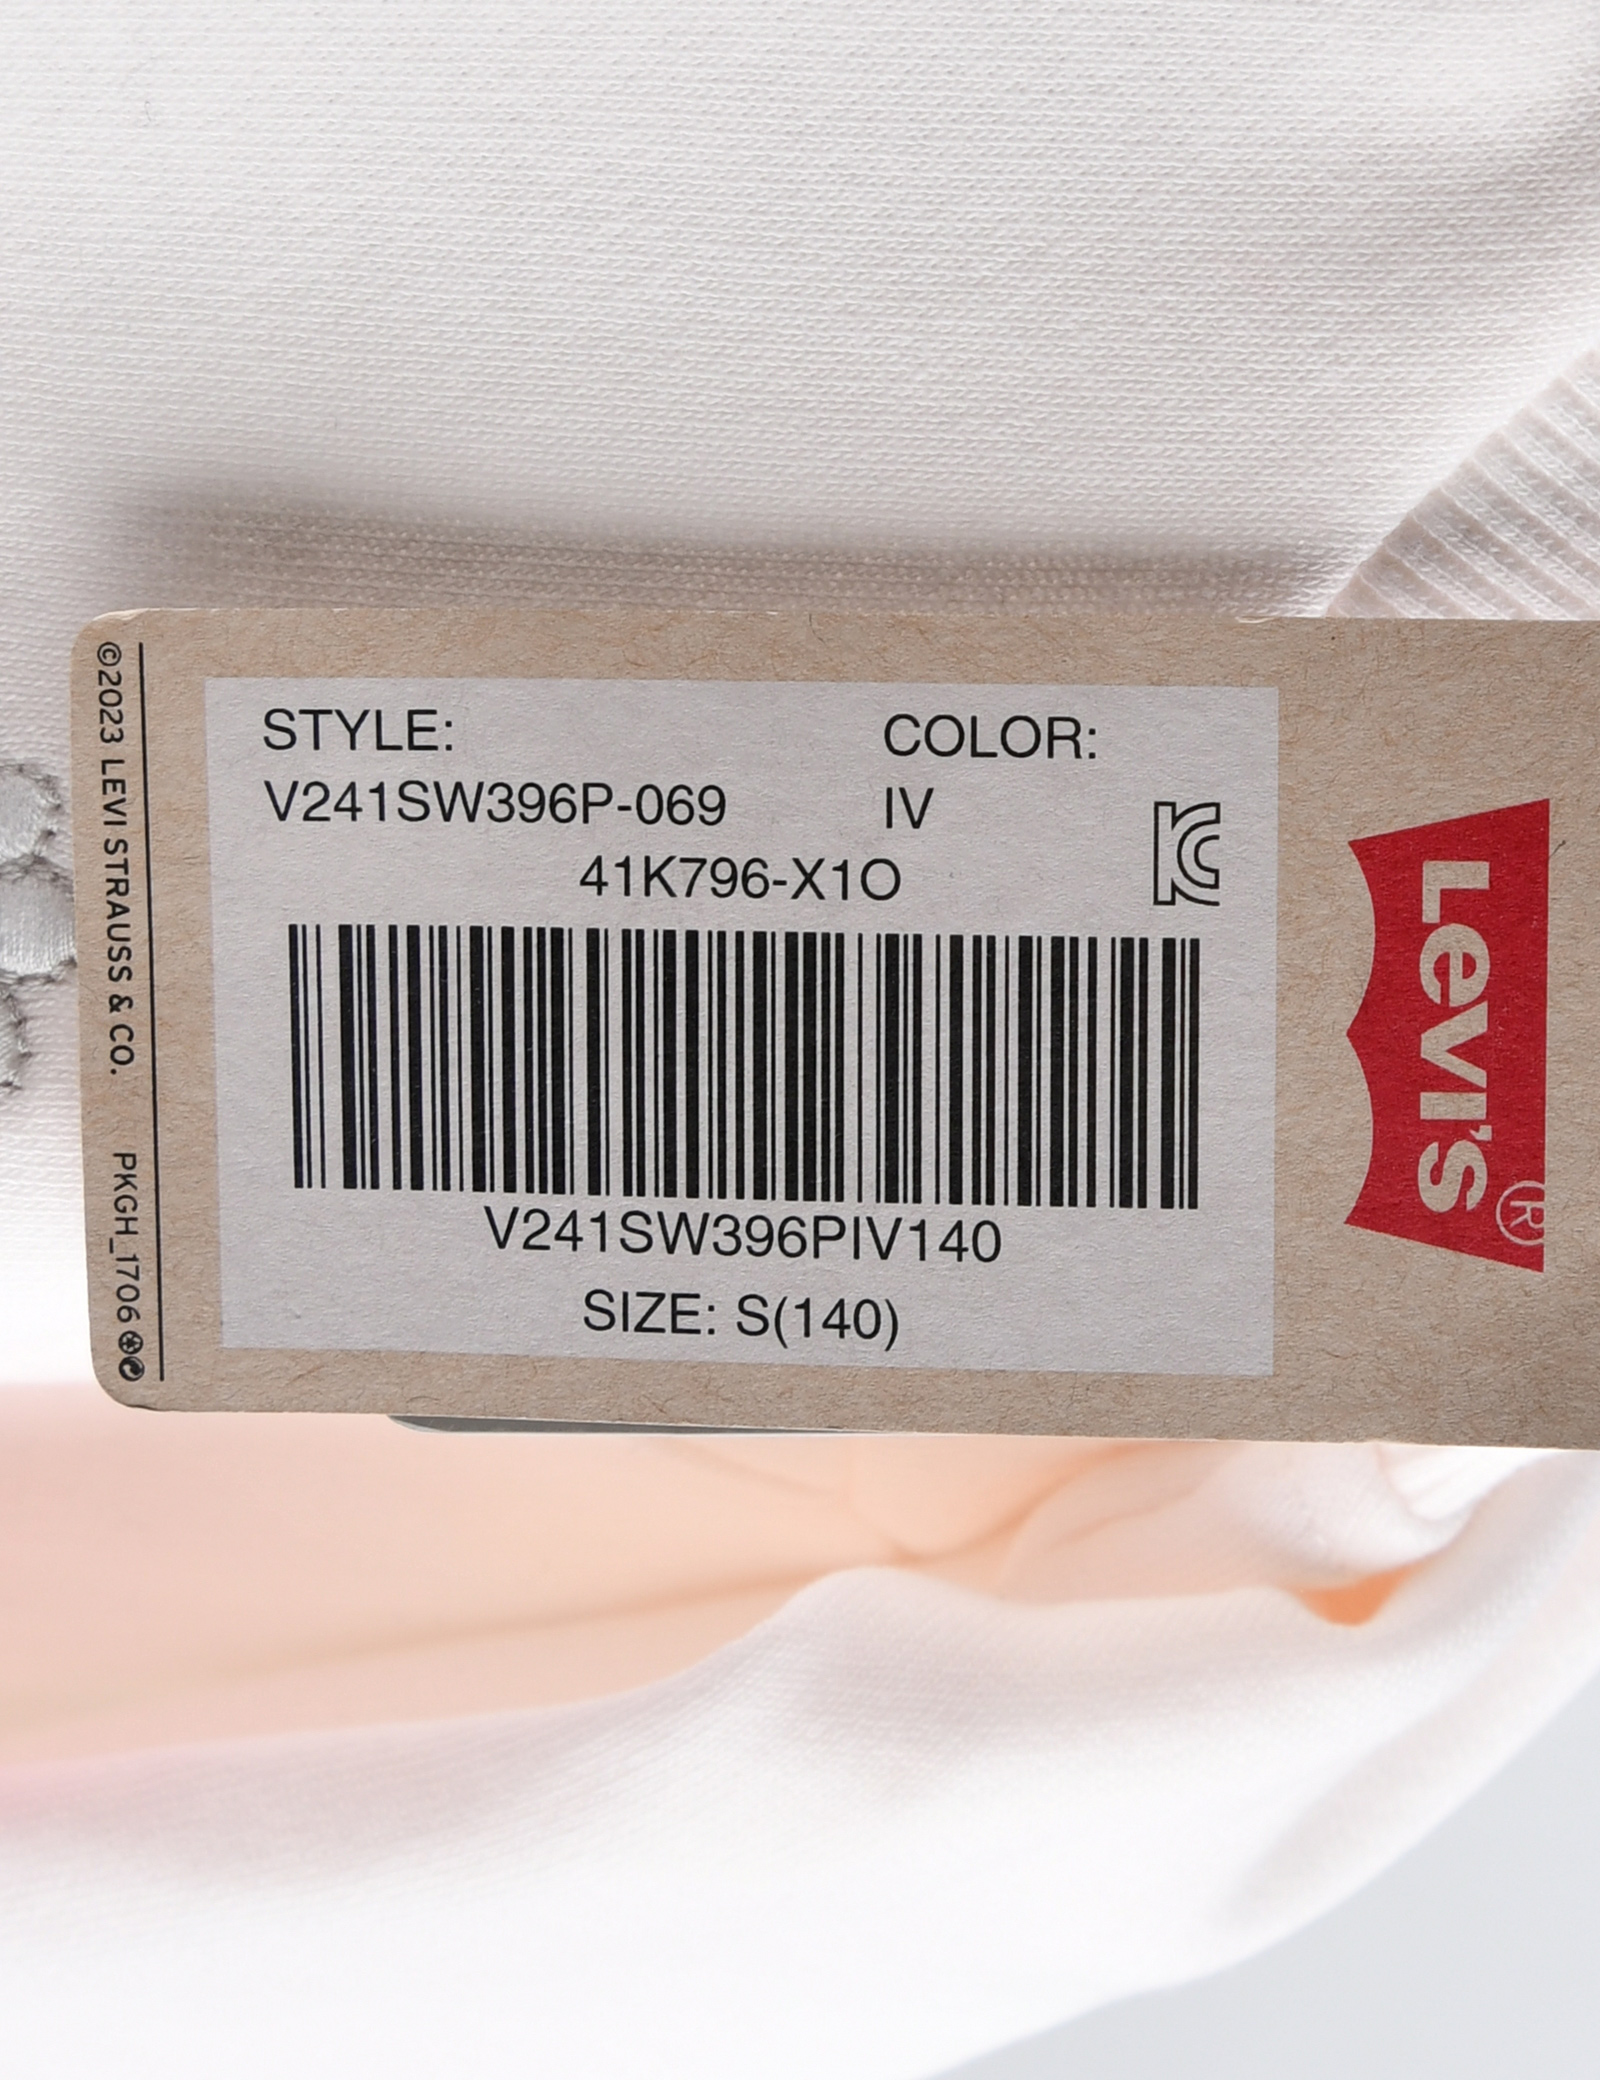 ©2023 LEVI STRAUSS & CO. PKGH_1706
STYLE:
COLOR:
V241SW396P-069
IV
41K796-X1O
V241SW396PIV140
SIZE: S(140)
Levi's®